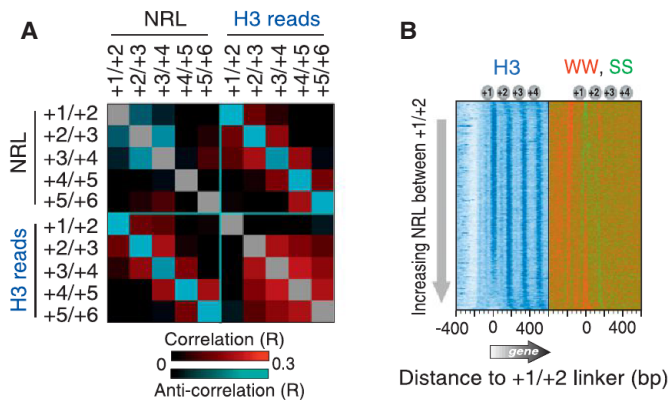 A
NRL H3 reads
+1/+2 +2/+3 +3/+4 +4/+5 +5/+6 +1/+2 +2/+3 +3/+4 +4/+5 +5/+6
NRL
+1/+2
+2/+3
+3/+4
+4/+5
+5/+6
H3 reads
+1/+2
+2/+3
+3/+4
+4/+5
+5/+6
Correlation (R)
0 0.3
Anti-correlation (R)
B
H3 WW, SS
+1 +2 +3 +4 +1 +2 +3 +4
Increasing NRL between +1/+2
-400 0 400 0 400
gene
Distance to +1/+2 linker (bp)